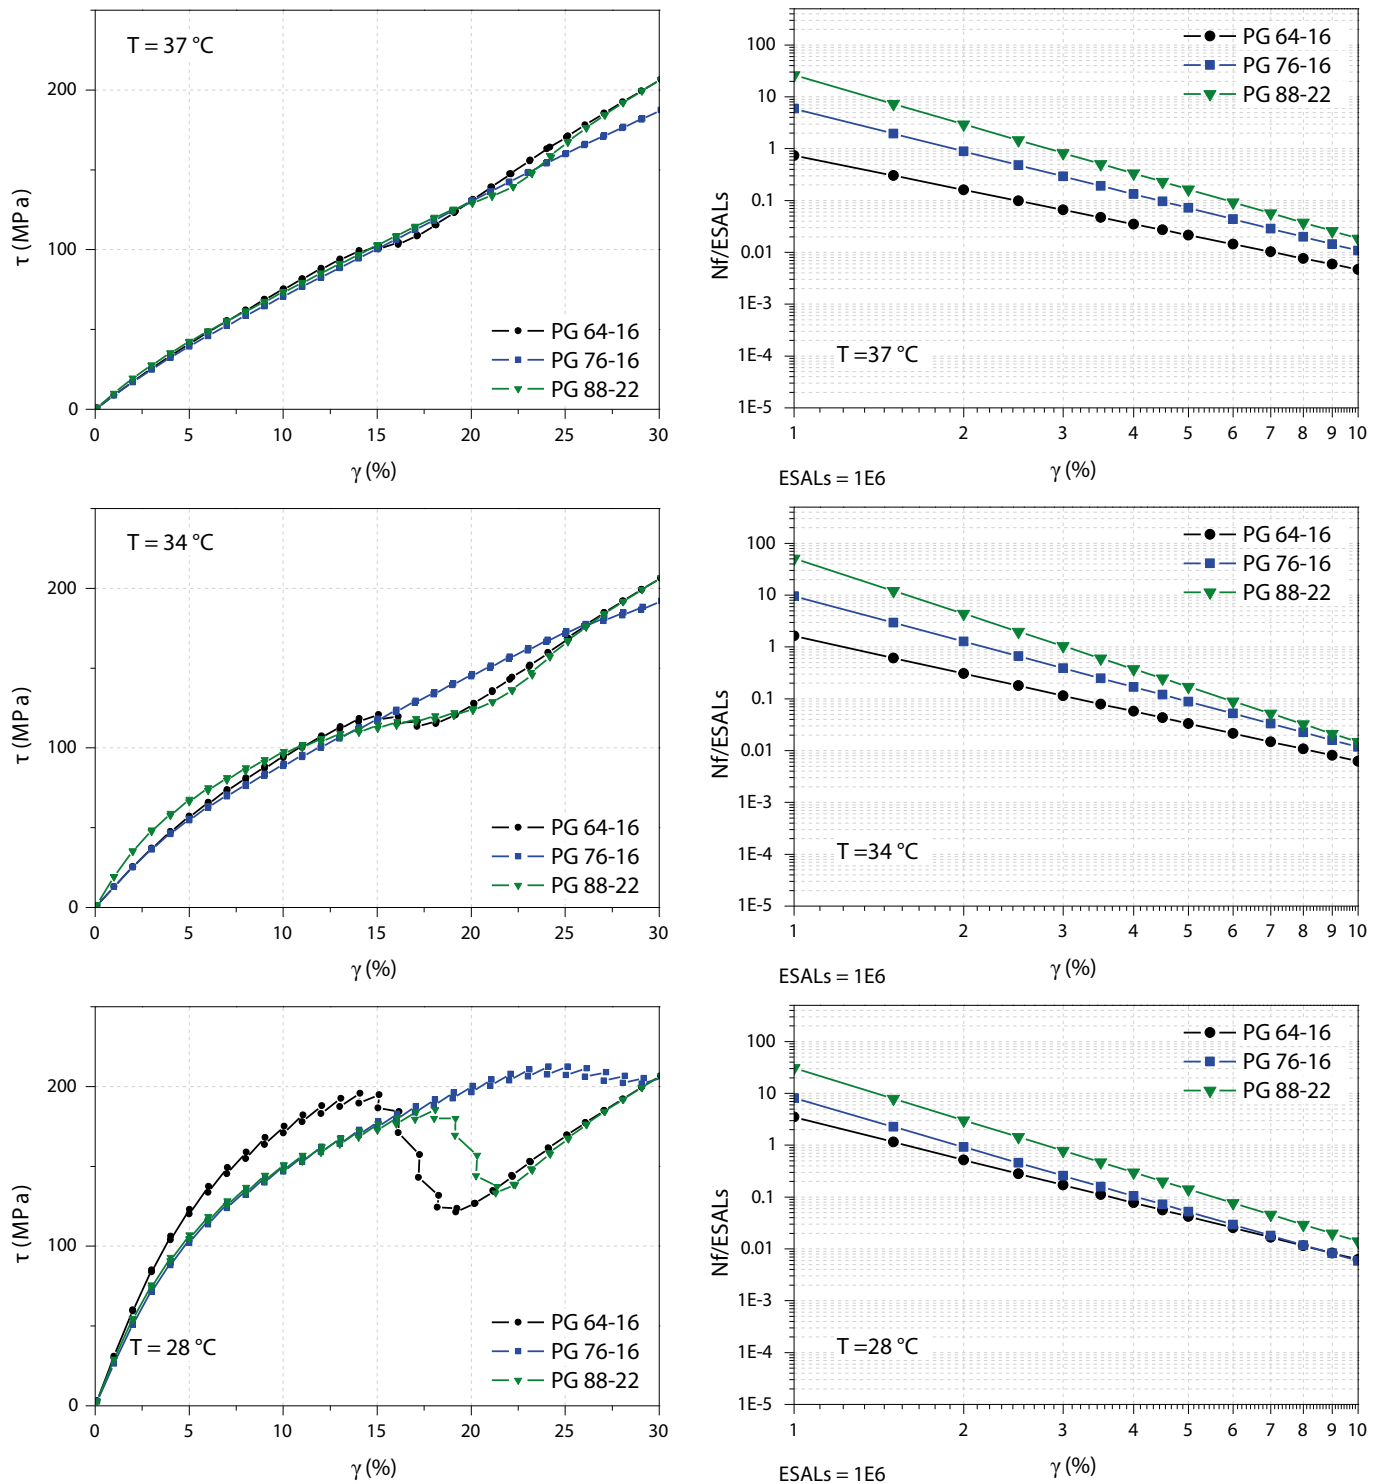 T = 37 °C
τ (MPa)
200
100
0
PG 64-16
PG 76-16
PG 88-22
0 5 10 15 20 25 30
γ (%)
Nf/ESALs
100
10
1
0.1
0.01
1E-3
1E-4
1E-5
PG 64-16
PG 76-16
PG 88-22
T =37 °C
1 2 3 4 5 6 7 8 9 10
γ (%)
ESALs = 1E6
T = 34 °C
τ (MPa)
200
100
0
PG 64-16
PG 76-16
PG 88-22
0 5 10 15 20 25 30
γ (%)
Nf/ESALs
100
10
1
0.1
0.01
1E-3
1E-4
1E-5
PG 64-16
PG 76-16
PG 88-22
T =34 °C
1 2 3 4 5 6 7 8 9 10
γ (%)
ESALs = 1E6
τ (MPa)
200
100
0
PG 64-16
PG 76-16
PG 88-22
T = 28 °C
0 5 10 15 20 25 30
γ (%)
Nf/ESALs
100
10
1
0.1
0.01
1E-3
1E-4
1E-5
PG 64-16
PG 76-16
PG 88-22
T =28 °C
1 2 3 4 5 6 7 8 9 10
γ (%)
ESALs = 1E6